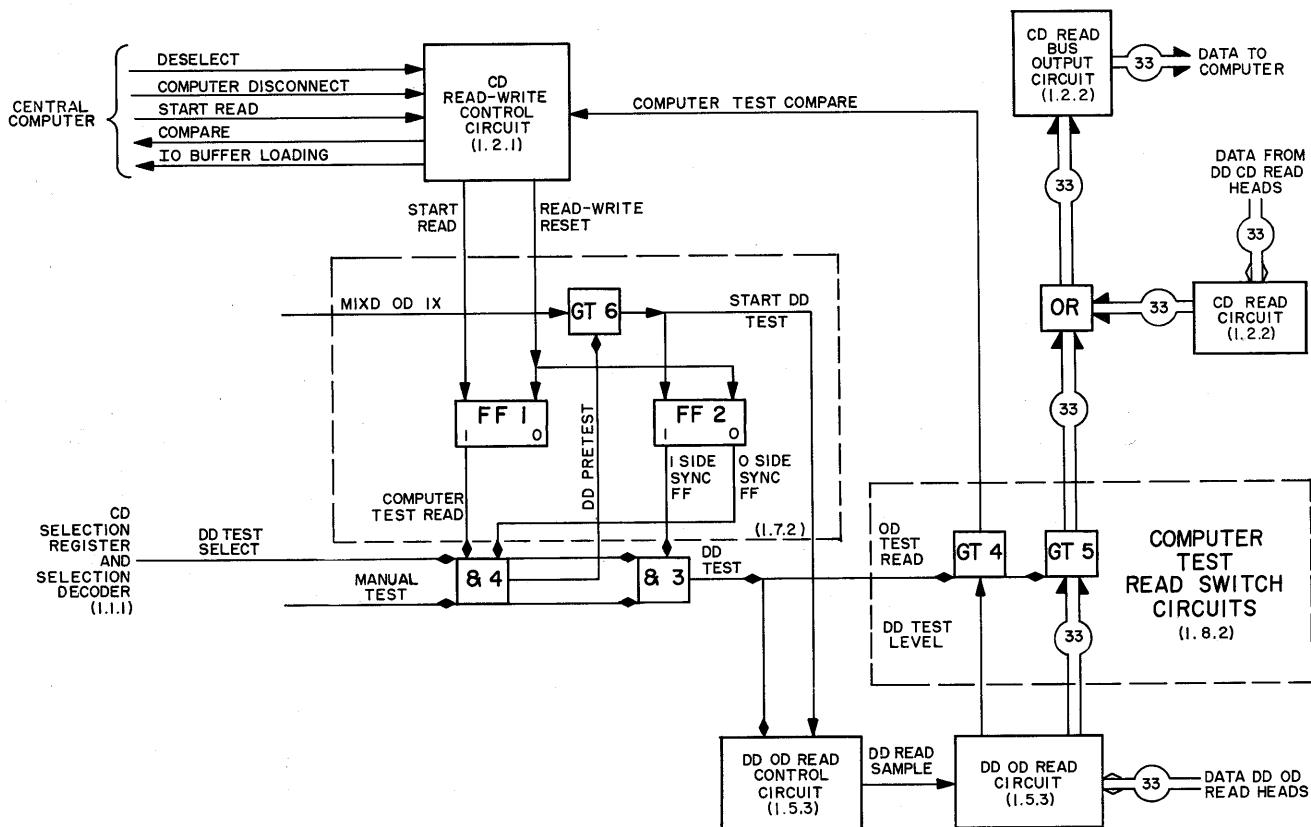 DESELECT
COMPUTER DISCONNECT
START READ
COMPARE
IO BUFFER LOADING
CENTRAL
COMPUTER
CD
READ-WRITE
CONTROL
CIRCUIT
(1.2.1)
COMPUTER TEST COMPARE
CD READ
BUS
OUTPUT
CIRCUIT
(1.2.2)
33
DATA TO
COMPUTER
33
DATA FROM
DD CD READ
HEADS
33
START
READ
READ-WRITE
RESET
MIXD OD IX
GT 6
START DD
TEST
OR
33
CD READ
CIRCUIT
(1.2.2)
FF 1
1 0
FF 2
1 0
DD PRETEST
33
COMPUTER
TEST READ
1 SIDE
SYNC
FF
0 SIDE
SYNC
FF
(1.7.2)
CD
SELECTION
REGISTER
AND
SELECTION
DECODER
(1.1.1)
DD TEST
SELECT
MANUAL
TEST
& 4
& 3
DD
TEST
OD
TEST
READ
GT 4
GT 5
COMPUTER
TEST
READ SWITCH
CIRCUITS
(1.8.2)
DD TEST
LEVEL
33
DD OD READ
CONTROL
CIRCUIT
(1.5.3)
DD READ
SAMPLE
DD OD READ
CIRCUIT
(1.5.3)
33
DATA DD OD
READ HEADS